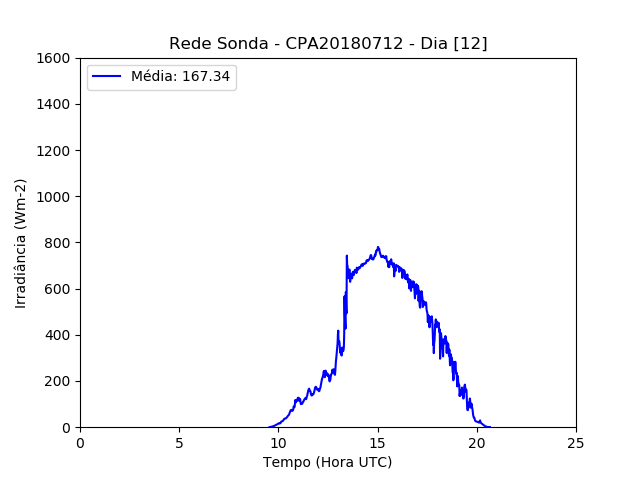 Rede Sonda - CPA20180712 - Dia [12]
Média: 167.34
Irradiância (Wm-2)
1600
1400
1200
1000
800
600
400
200
0
0 5 10 15 20 25
Tempo (Hora UTC)